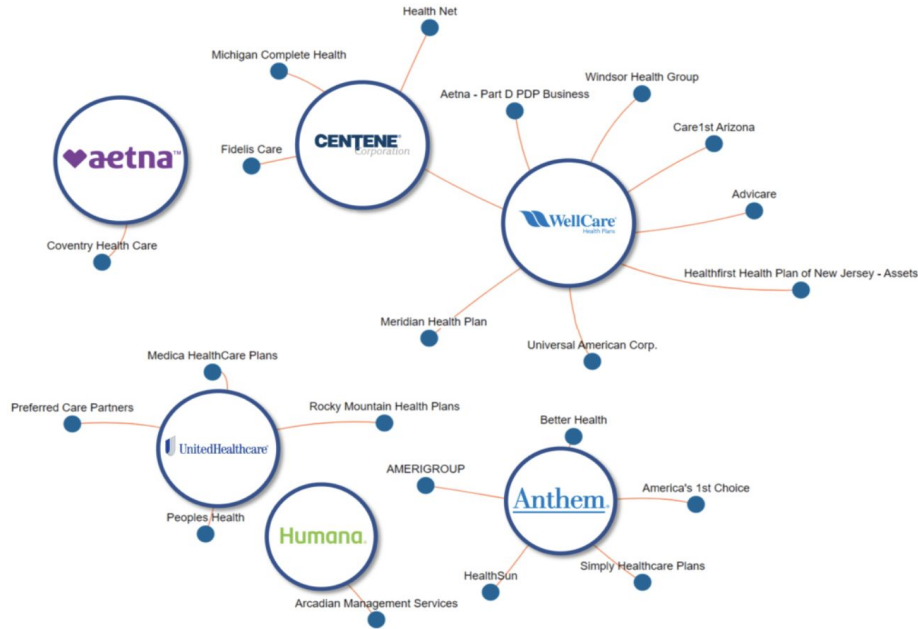 Health Net
Michigan Complete Health
Windsor Health Group
Aetna - Part D PDP Business
Care1st Arizona
CENTENE®
Corporation
Fidelis Care
aetna™
Advicare
WellCare®
Health Plans
Coventry Health Care
Healthfirst Health Plan of New Jersey - Assets
Meridian Health Plan
Universal American Corp.
Medica HealthCare Plans
Preferred Care Partners
Rocky Mountain Health Plans
Better Health
UnitedHealthcare®
AMERIGROUP
America's 1st Choice
Anthem®
Peoples Health
Humana®
Simply Healthcare Plans
HealthSun
Arcadian Management Services